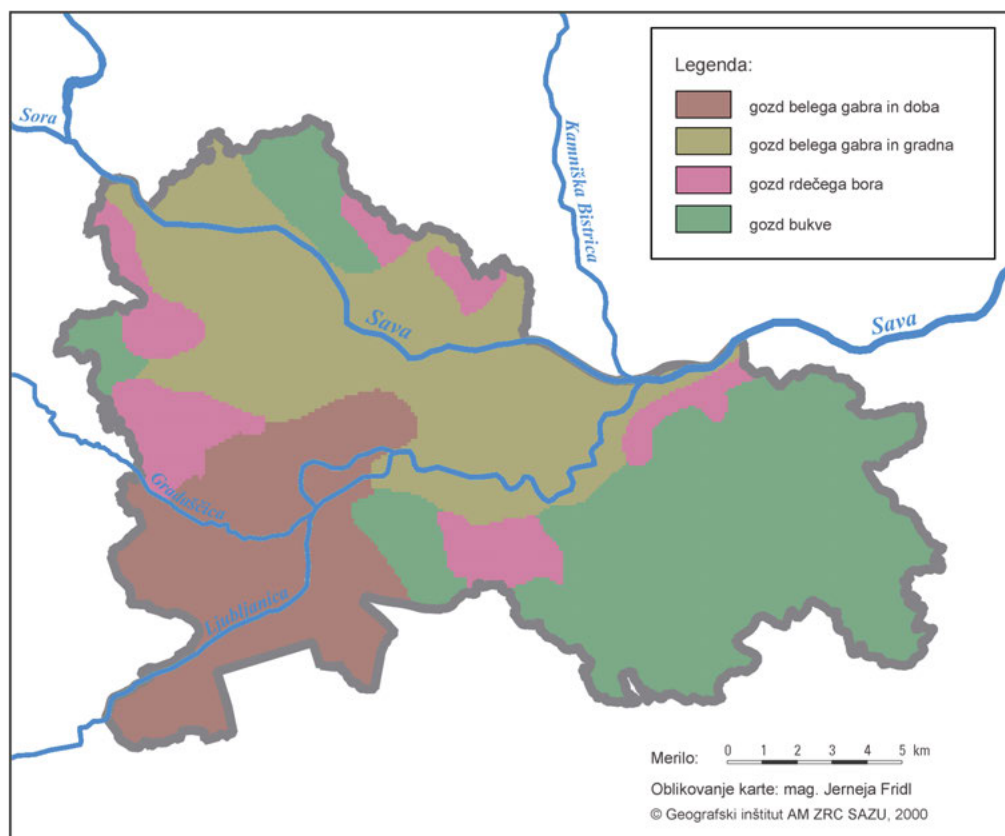 Sora
Kamniška Bistrica
Sava
Sava
Gradaščica
Ljubljanica
Legenda:
gozd belega gabra in doba
gozd belega gabra in gradna
gozd rdečega bora
gozd bukve
Merilo: 0 1 2 3 4 5 km
Oblikovanje karte: mag. Jerneja Fridl
© Geografski inštitut AM ZRC SAZU, 2000